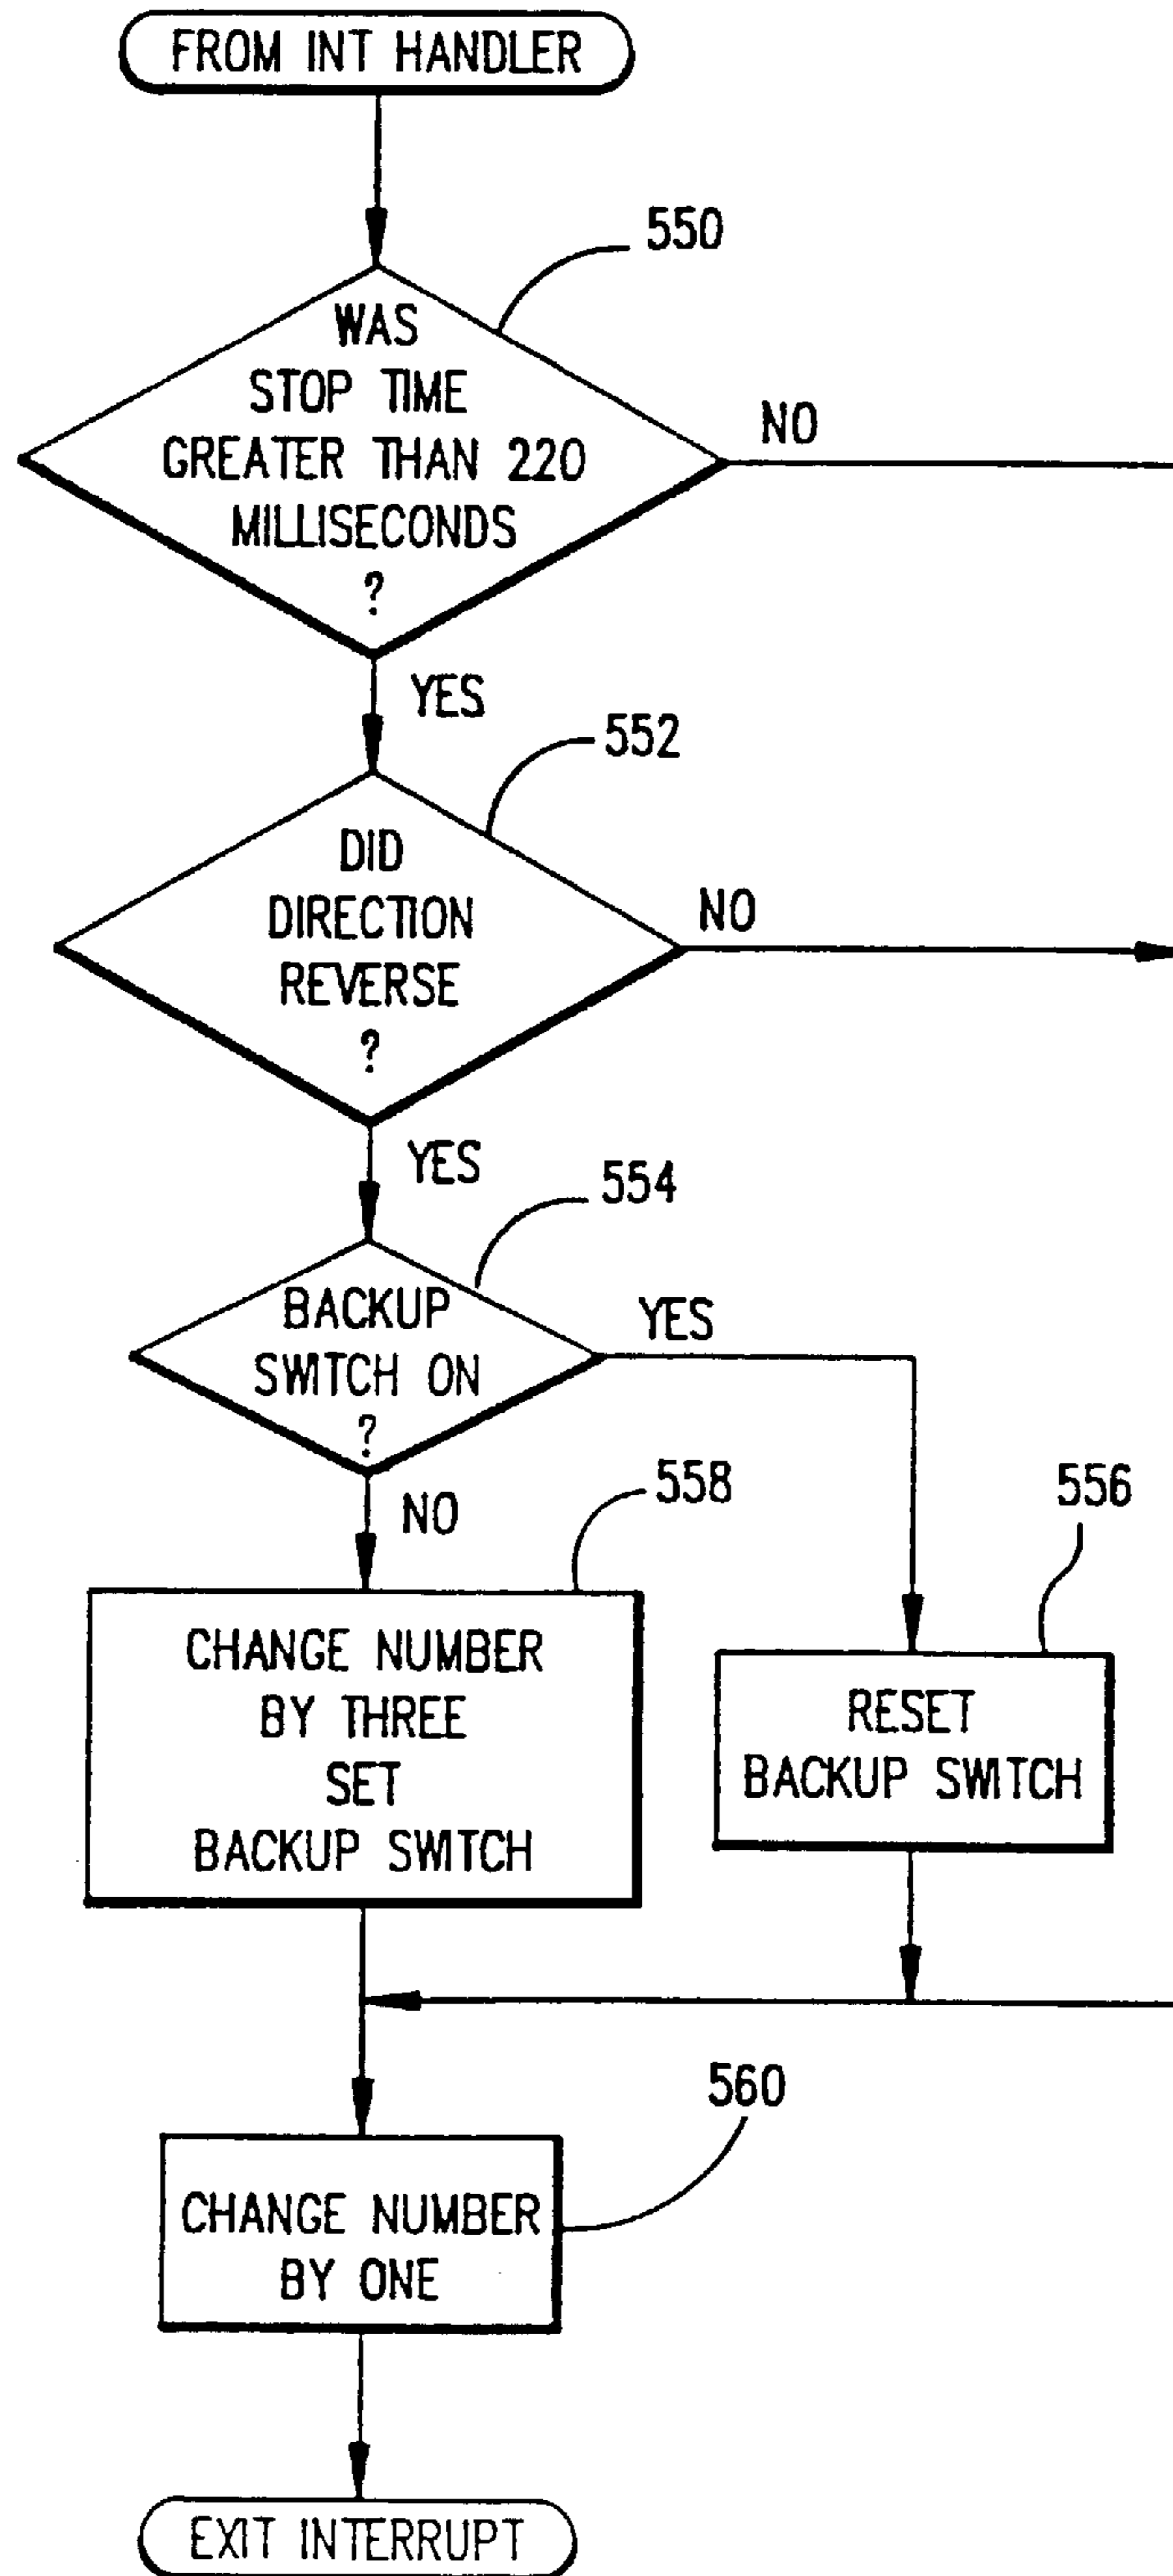 FROM INT HANDLER
550
WAS
STOP TIME
GREATER THAN 220
MILLISECONDS
?
NO
YES
552
DID
DIRECTION
REVERSE
?
NO
YES
554
BACKUP
SWITCH ON
?
YES
NO
558
CHANGE NUMBER
BY THREE
SET
BACKUP SWITCH
556
RESET
BACKUP SWITCH
560
CHANGE NUMBER
BY ONE
EXIT INTERRUPT